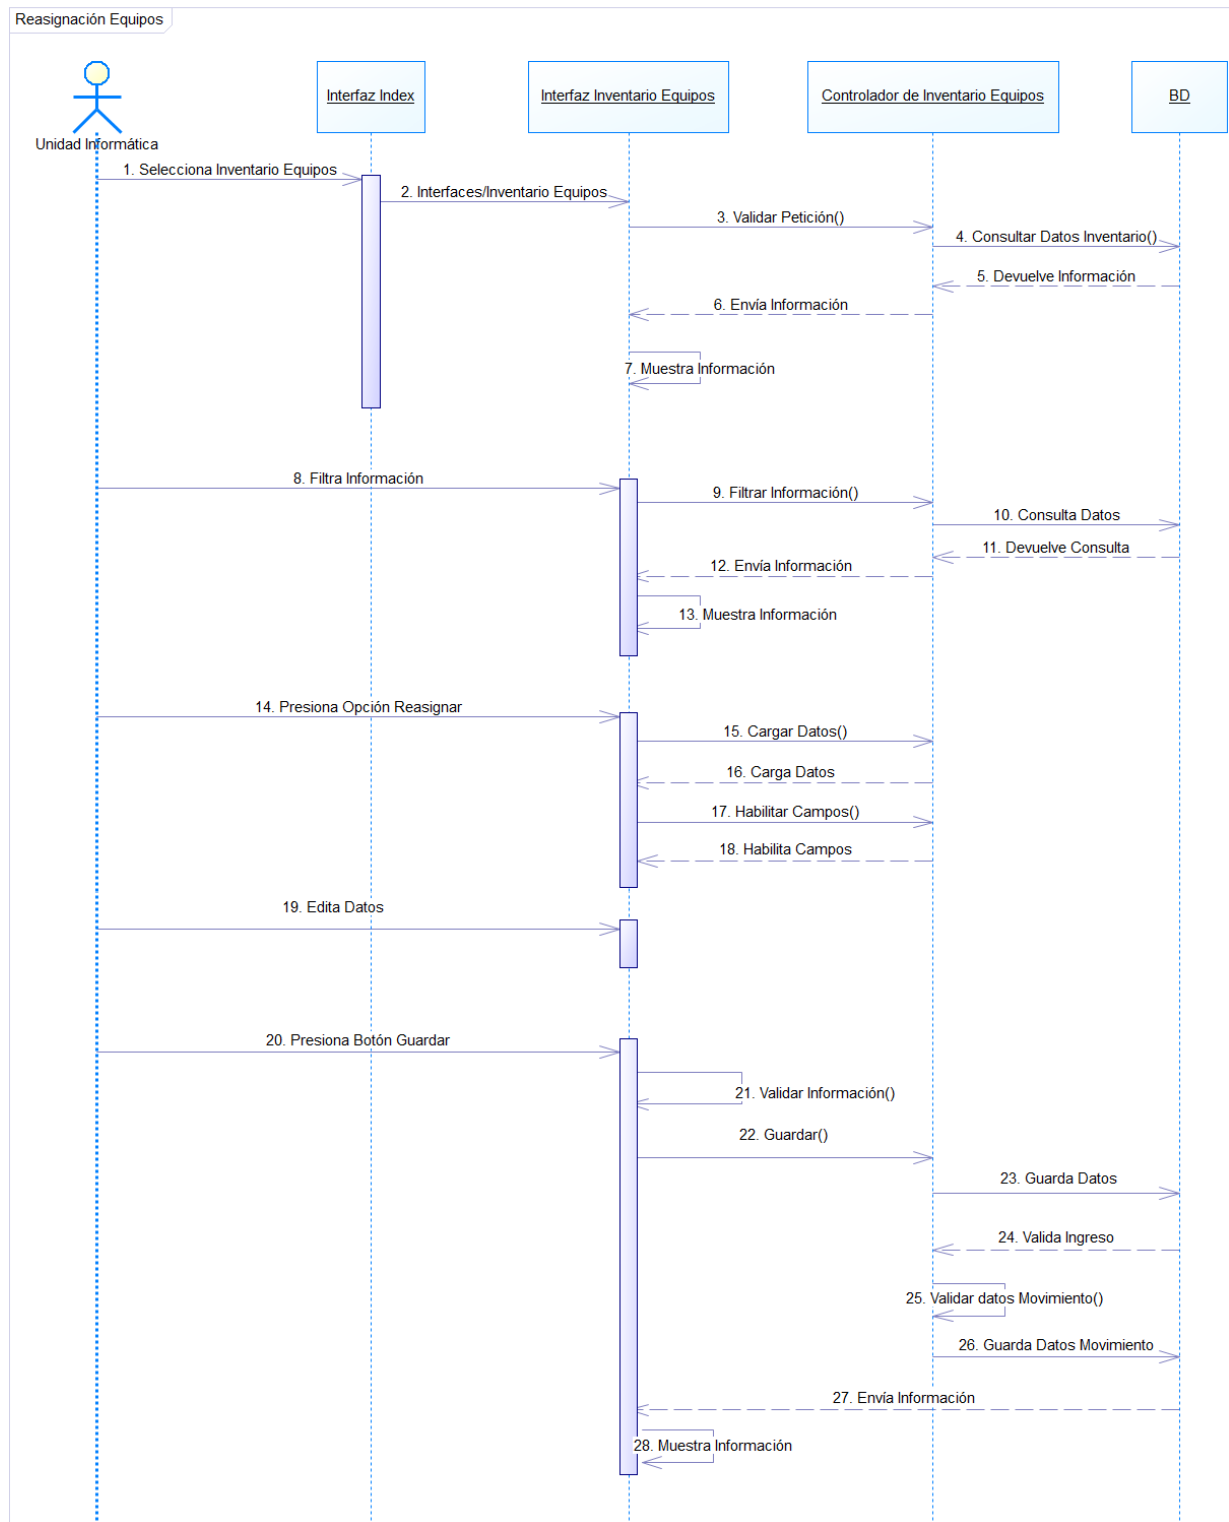 Reasignación Equipos
Unidad Informática
Interfaz Index
Interfaz Inventario Equipos
Controlador de Inventario Equipos
BD
1. Selecciona Inventario Equipos
2. Interfaces/Inventario Equipos
3. Validar Petición()
4. Consultar Datos Inventario()
5. Devuelve Información
6. Envía Información
7. Muestra Información
8. Filtra Información
9. Filtrar Información()
10. Consulta Datos
11. Devuelve Consulta
12. Envía Información
13. Muestra Información
14. Presiona Opción Reasignar
15. Cargar Datos()
16. Carga Datos
17. Habilitar Campos()
18. Habilita Campos
19. Edita Datos
20. Presiona Botón Guardar
21. Validar Información()
22. Guardar()
23. Guarda Datos
24. Valida Ingreso
25. Validar datos Movimiento()
26. Guarda Datos Movimiento
27. Envía Información
28. Muestra Información